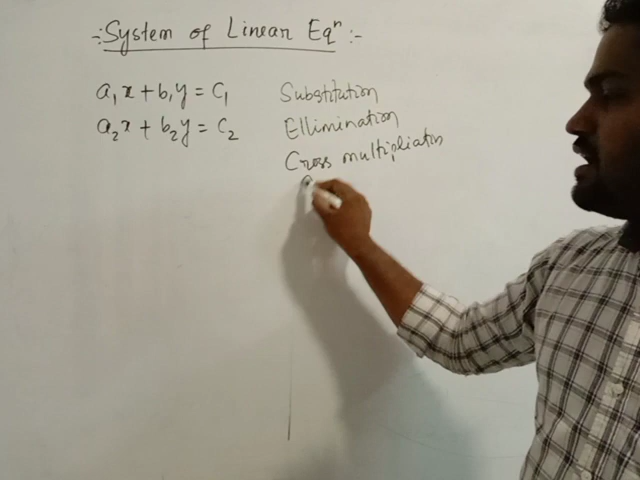 -:System of Linear Eqⁿ:-
a₁x + b₁y = c₁
a₂x + b₂y = c₂
Substitution
Ellimination
Cross multipliation